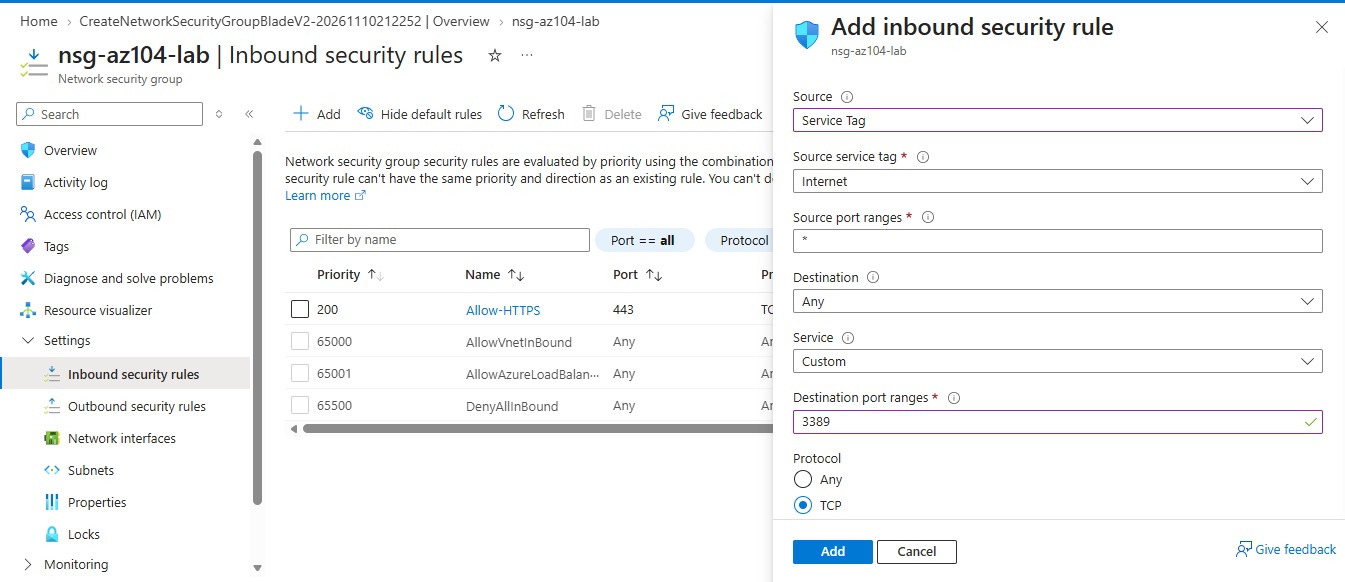 Home > CreateNetworkSecurityGroupBladeV2-20261110212252 | Overview > nsg-az104-lab
nsg-az104-lab | Inbound security rules
Network security group
Search
Overview
Activity log
Access control (IAM)
Tags
Diagnose and solve problems
Resource visualizer
Settings
Inbound security rules
Outbound security rules
Network interfaces
Subnets
Properties
Locks
Monitoring
Add Hide default rules Refresh Delete Give feedback
Network security group security rules are evaluated by priority using the combination
security rule can't have the same priority and direction as an existing rule. You can't d
Learn more
Filter by name Port == all Protocol
Priority Name Port Pr
200 Allow-HTTPS 443 TC
65000 AllowVnetInBound Any Ar
65001 AllowAzureLoadBalan··· Any Ar
65500 DenyAllInBound Any Ar
Add inbound security rule
nsg-az104-lab
Source
Service Tag
Source service tag *
Internet
Source port ranges *
*
Destination
Any
Service
Custom
Destination port ranges *
3389
Protocol
Any
TCP
Add Cancel Give feedback